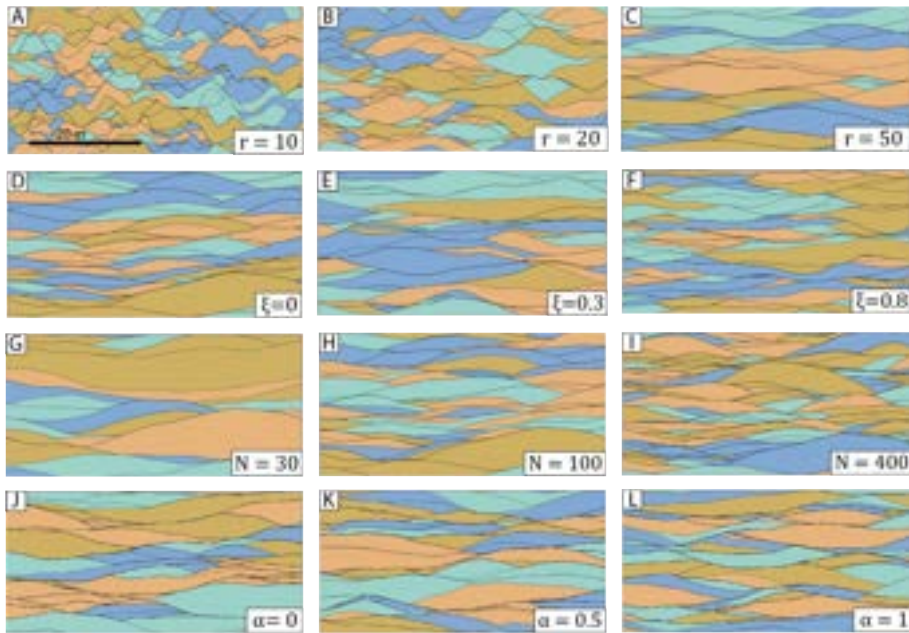 A
B
C
r = 10
r = 20
r = 50
D
E
F
ξ=0
ξ=0.3
ξ=0.8
G
H
I
N = 30
N = 100
N = 400
J
K
L
α= 0
α = 0.5
α = 1